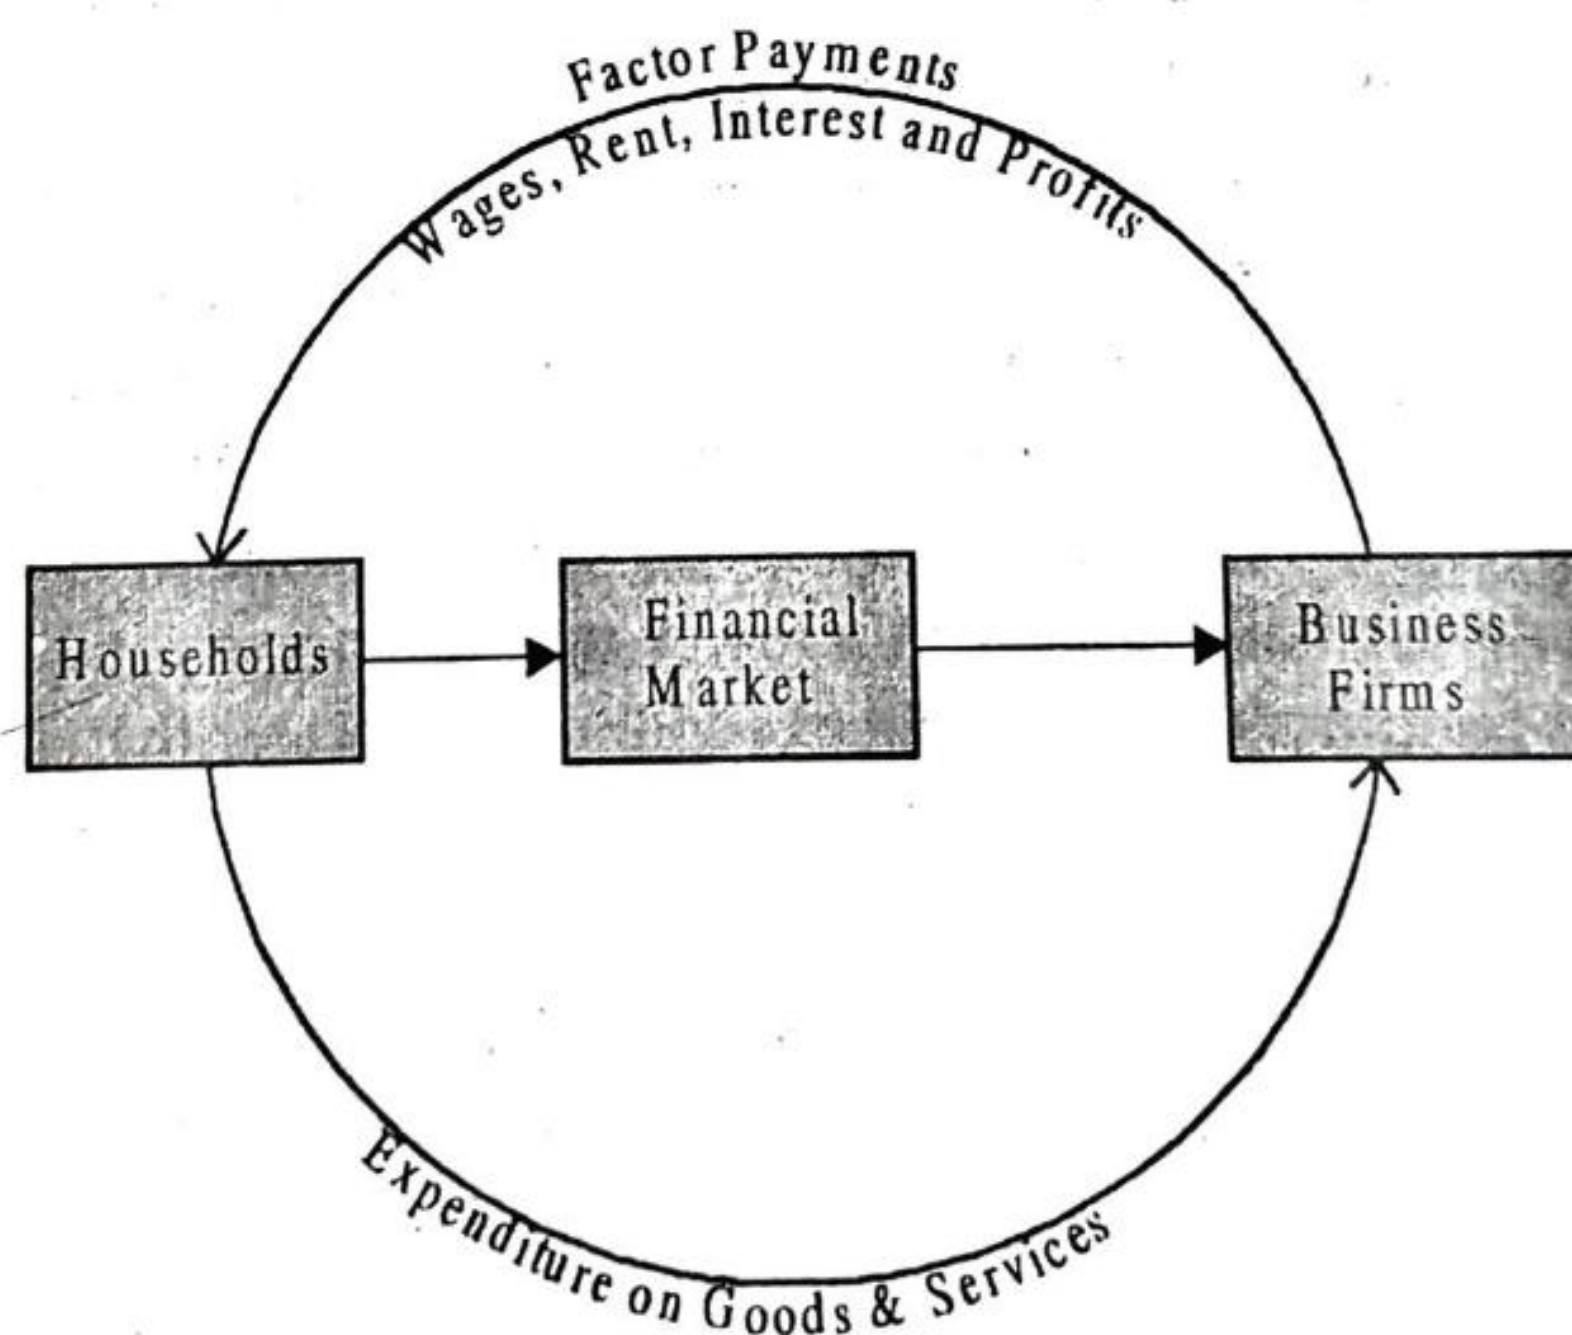 Factor Payments
Wages, Rent, Interest and Profits
Households
Financial
Market
Business
Firms
Expenditure on Goods & Services